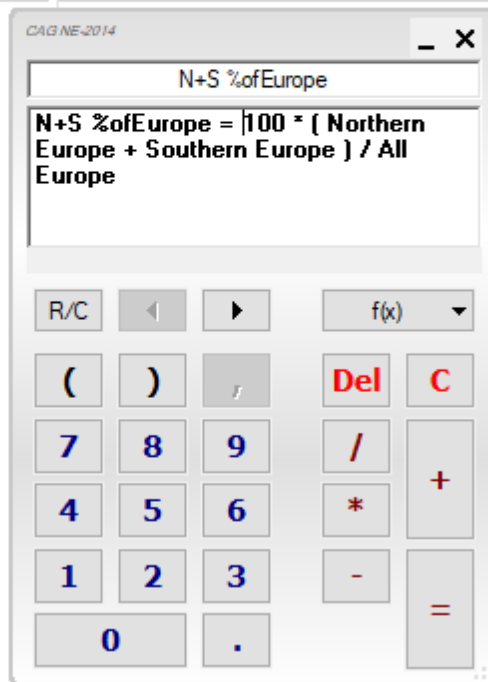 CAG NE-2014
N+S %ofEurope
N+S %ofEurope = 100 * ( Northern
Europe + Southern Europe ) / All
Europe
R/C f(x)
( ) , Del C
7 8 9 / +
4 5 6 *
1 2 3 - =
0 .